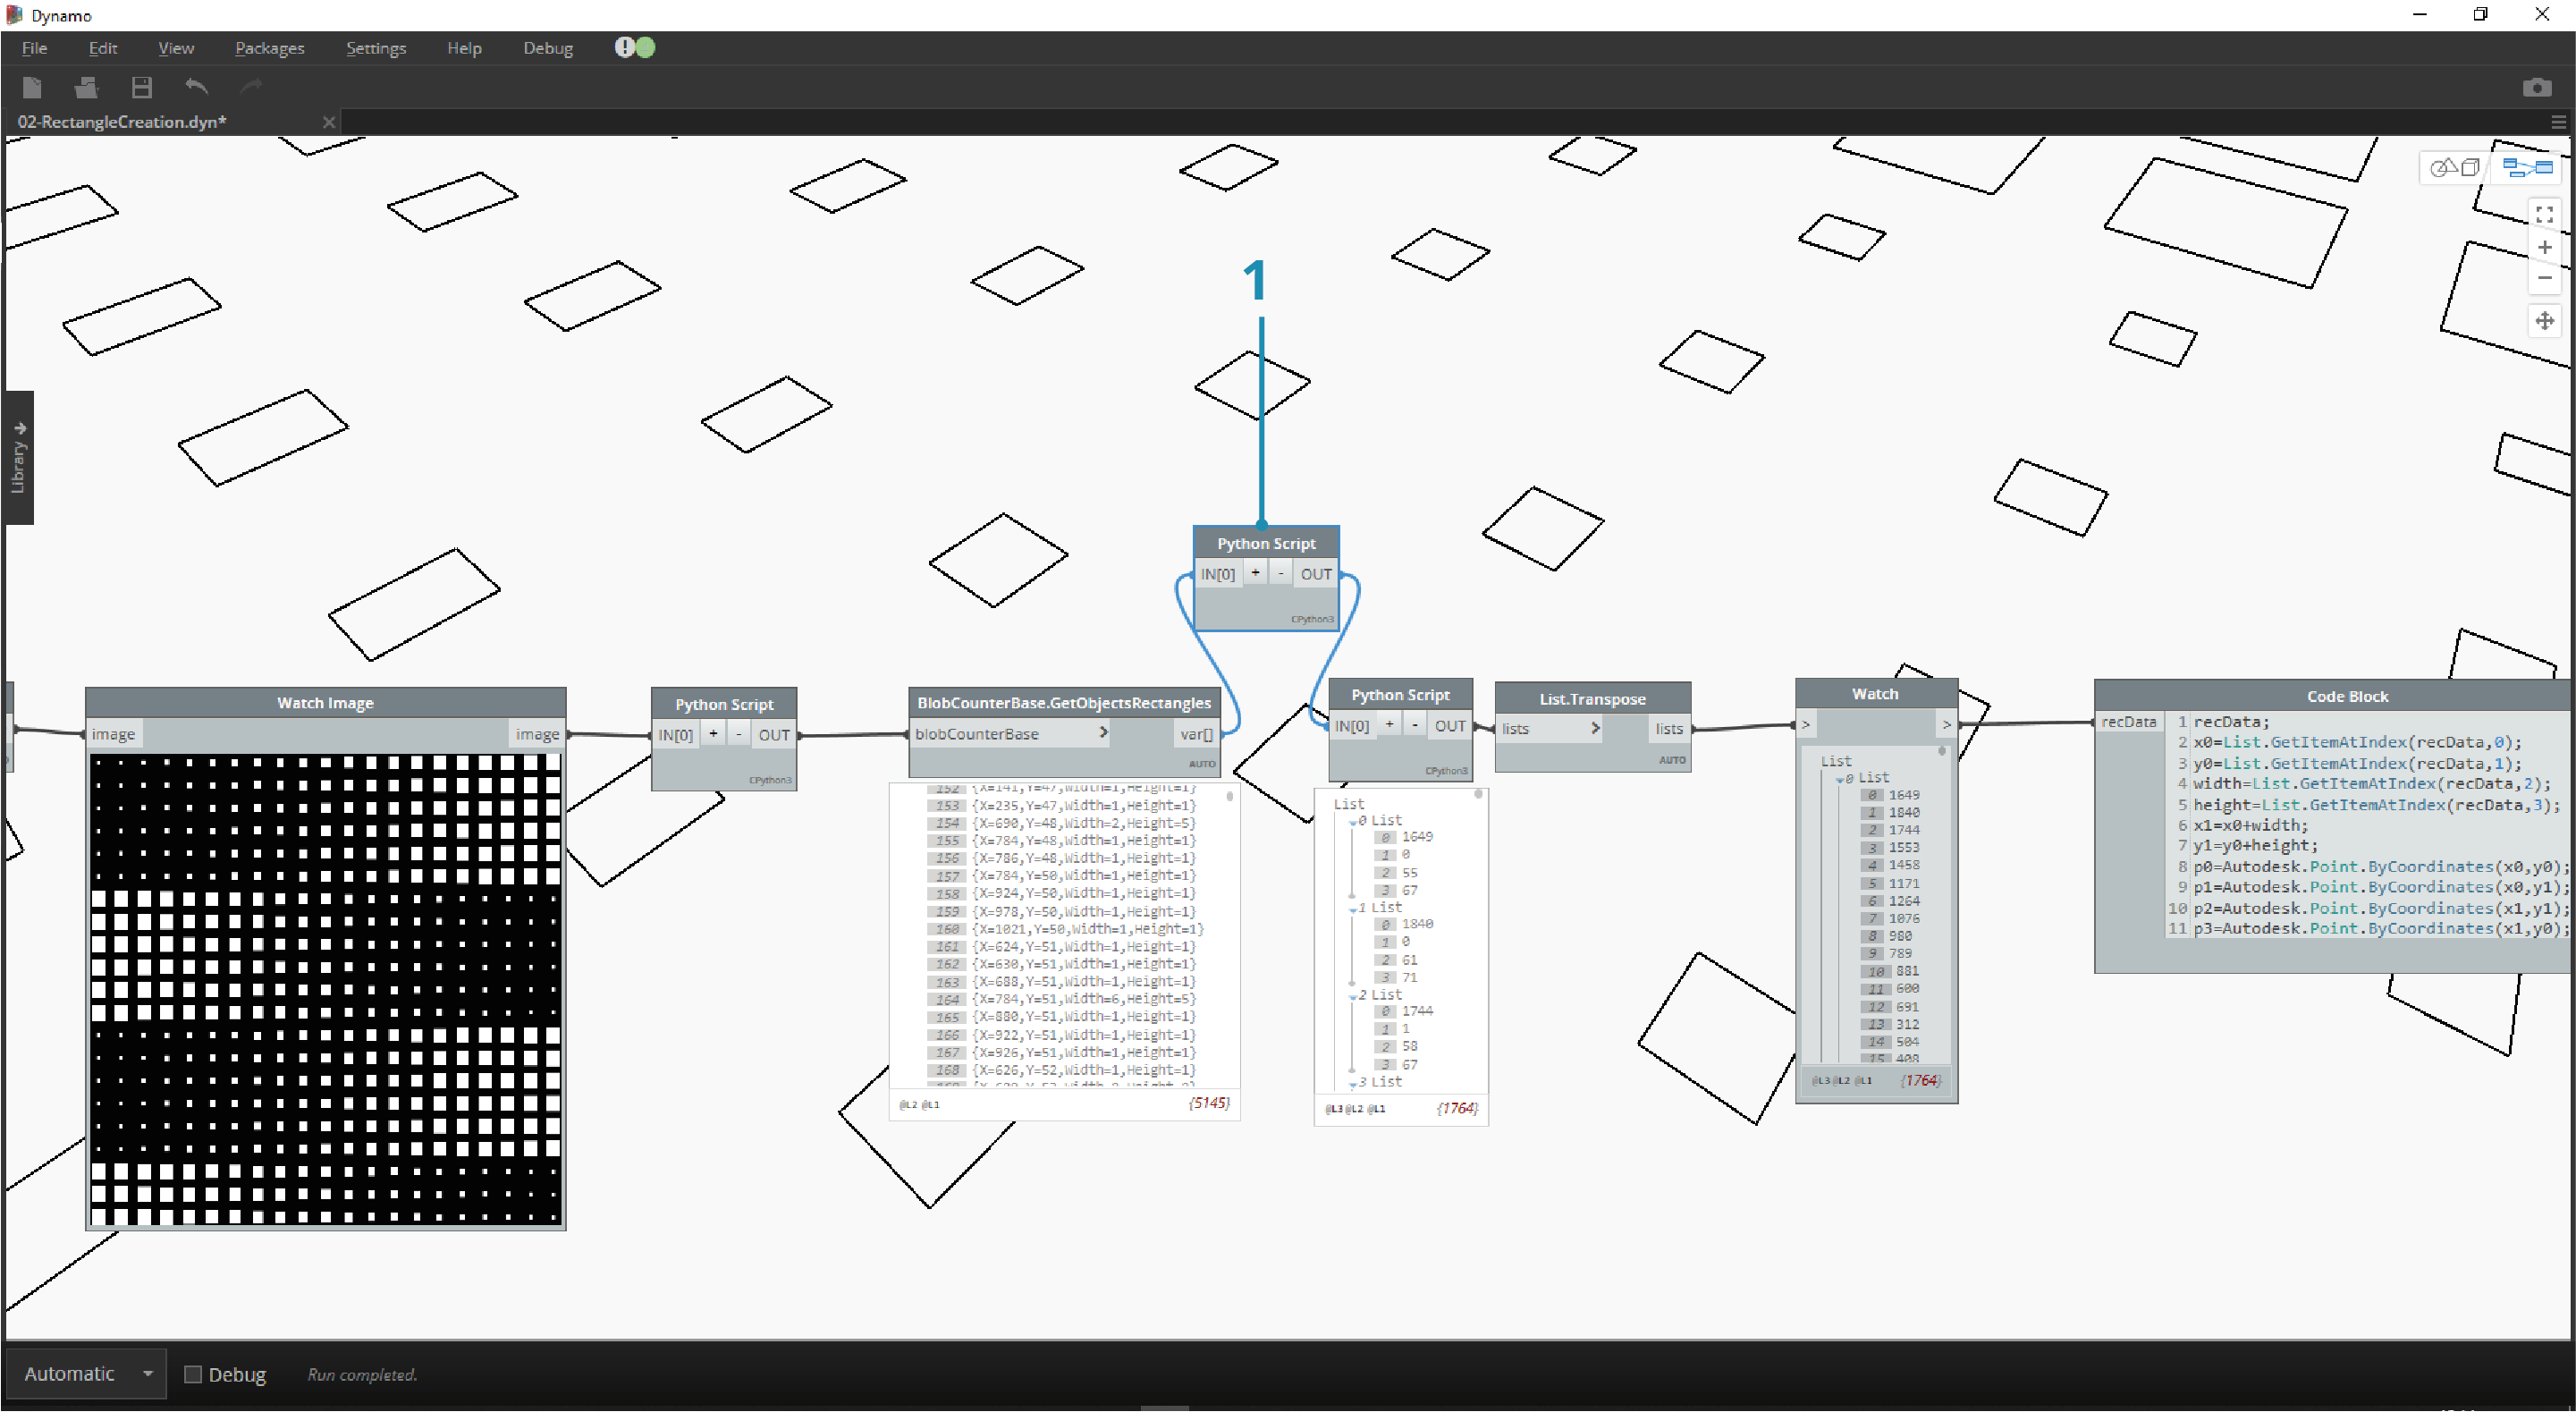 Dynamo
File Edit View Packages Settings Help Debug !
02-RectangleCreation.dyn*
Library
1
Python Script
IN[0] + - OUT
CPython3
Watch Image
image image
Python Script
IN[0] + - OUT
CPython3
BlobCounterBase.GetObjectsRectangles
blobCounterBase > var[]
AUTO
152 {X=141,Y=47,Width=1,Height=1}
153 {X=235,Y=47,Width=1,Height=1}
154 {X=690,Y=48,Width=2,Height=5}
155 {X=784,Y=48,Width=1,Height=1}
156 {X=786,Y=48,Width=1,Height=1}
157 {X=784,Y=50,Width=1,Height=1}
158 {X=924,Y=50,Width=1,Height=1}
159 {X=978,Y=50,Width=1,Height=1}
160 {X=1021,Y=50,Width=1,Height=1}
161 {X=624,Y=51,Width=1,Height=1}
162 {X=630,Y=51,Width=1,Height=1}
163 {X=688,Y=51,Width=1,Height=1}
164 {X=784,Y=51,Width=6,Height=5}
165 {X=880,Y=51,Width=1,Height=1}
166 {X=922,Y=51,Width=1,Height=1}
167 {X=926,Y=51,Width=1,Height=1}
168 {X=626,Y=52,Width=1,Height=1}
@L2 @L1 {5145}
Python Script
IN[0] + - OUT
CPython3
List
0 List
0 1649
1 0
2 55
3 67
1 List
0 1840
1 0
2 61
3 71
2 List
0 1744
1 1
2 58
3 67
3 List
@L3 @L2 @L1 {1764}
List.Transpose
lists > lists
AUTO
Watch
> >
List
0 List
0 1649
1 1840
2 1744
3 1553
4 1458
5 1171
6 1264
7 1076
8 980
9 789
10 881
11 600
12 691
13 312
14 504
15 408
@L3 @L2 @L1 {1764}
Code Block
recData
1 recData;
2 x0=List.GetItemAtIndex(recData,0);
3 y0=List.GetItemAtIndex(recData,1);
4 width=List.GetItemAtIndex(recData,2);
5 height=List.GetItemAtIndex(recData,3);
6 x1=x0+width;
7 y1=y0+height;
8 p0=Autodesk.Point.ByCoordinates(x0,y0);
9 p1=Autodesk.Point.ByCoordinates(x0,y1);
10 p2=Autodesk.Point.ByCoordinates(x1,y1);
11 p3=Autodesk.Point.ByCoordinates(x1,y0);
Automatic Debug Run completed.